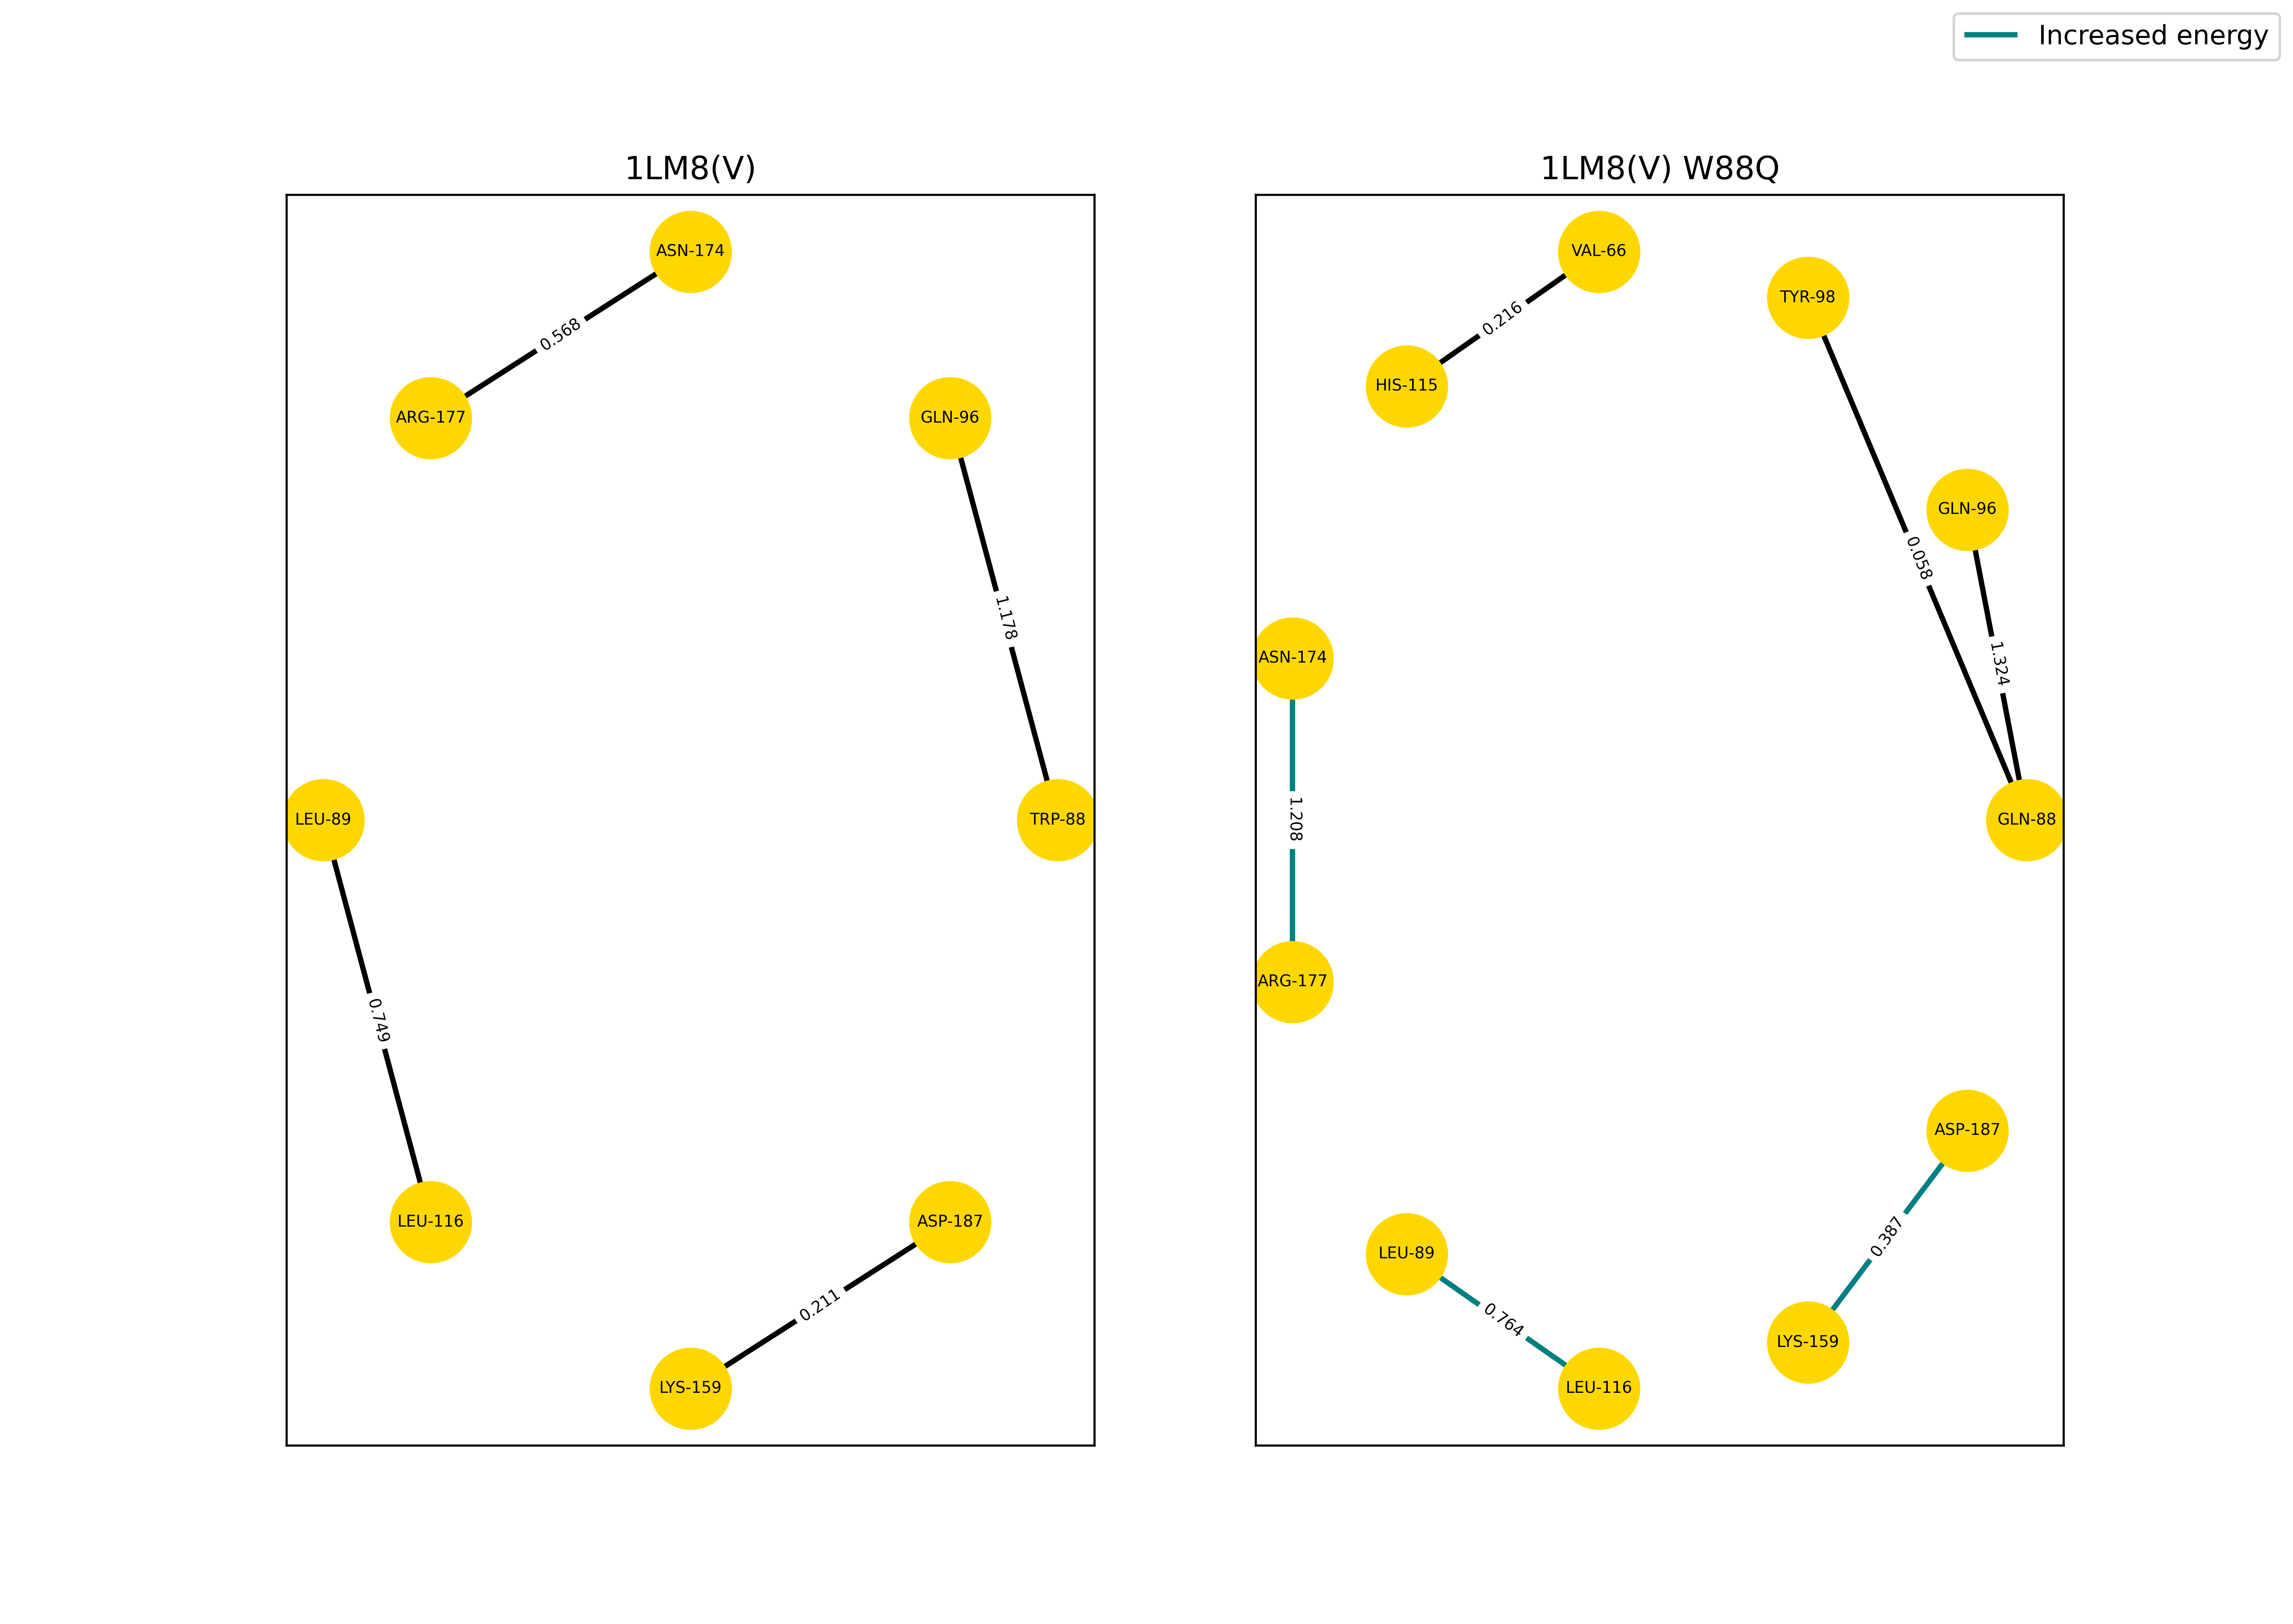 Increased energy
1LM8(V)
ASN-174
0.568
ARG-177
GLN-96
1.178
LEU-89
TRP-88
0.749
LEU-116
ASP-187
0.211
LYS-159
1LM8(V) W88Q
VAL-66
TYR-98
0.216
HIS-115
GLN-96
0.058
1.324
ASN-174
1.208
GLN-88
ARG-177
ASP-187
0.387
LEU-89
0.764
LYS-159
LEU-116